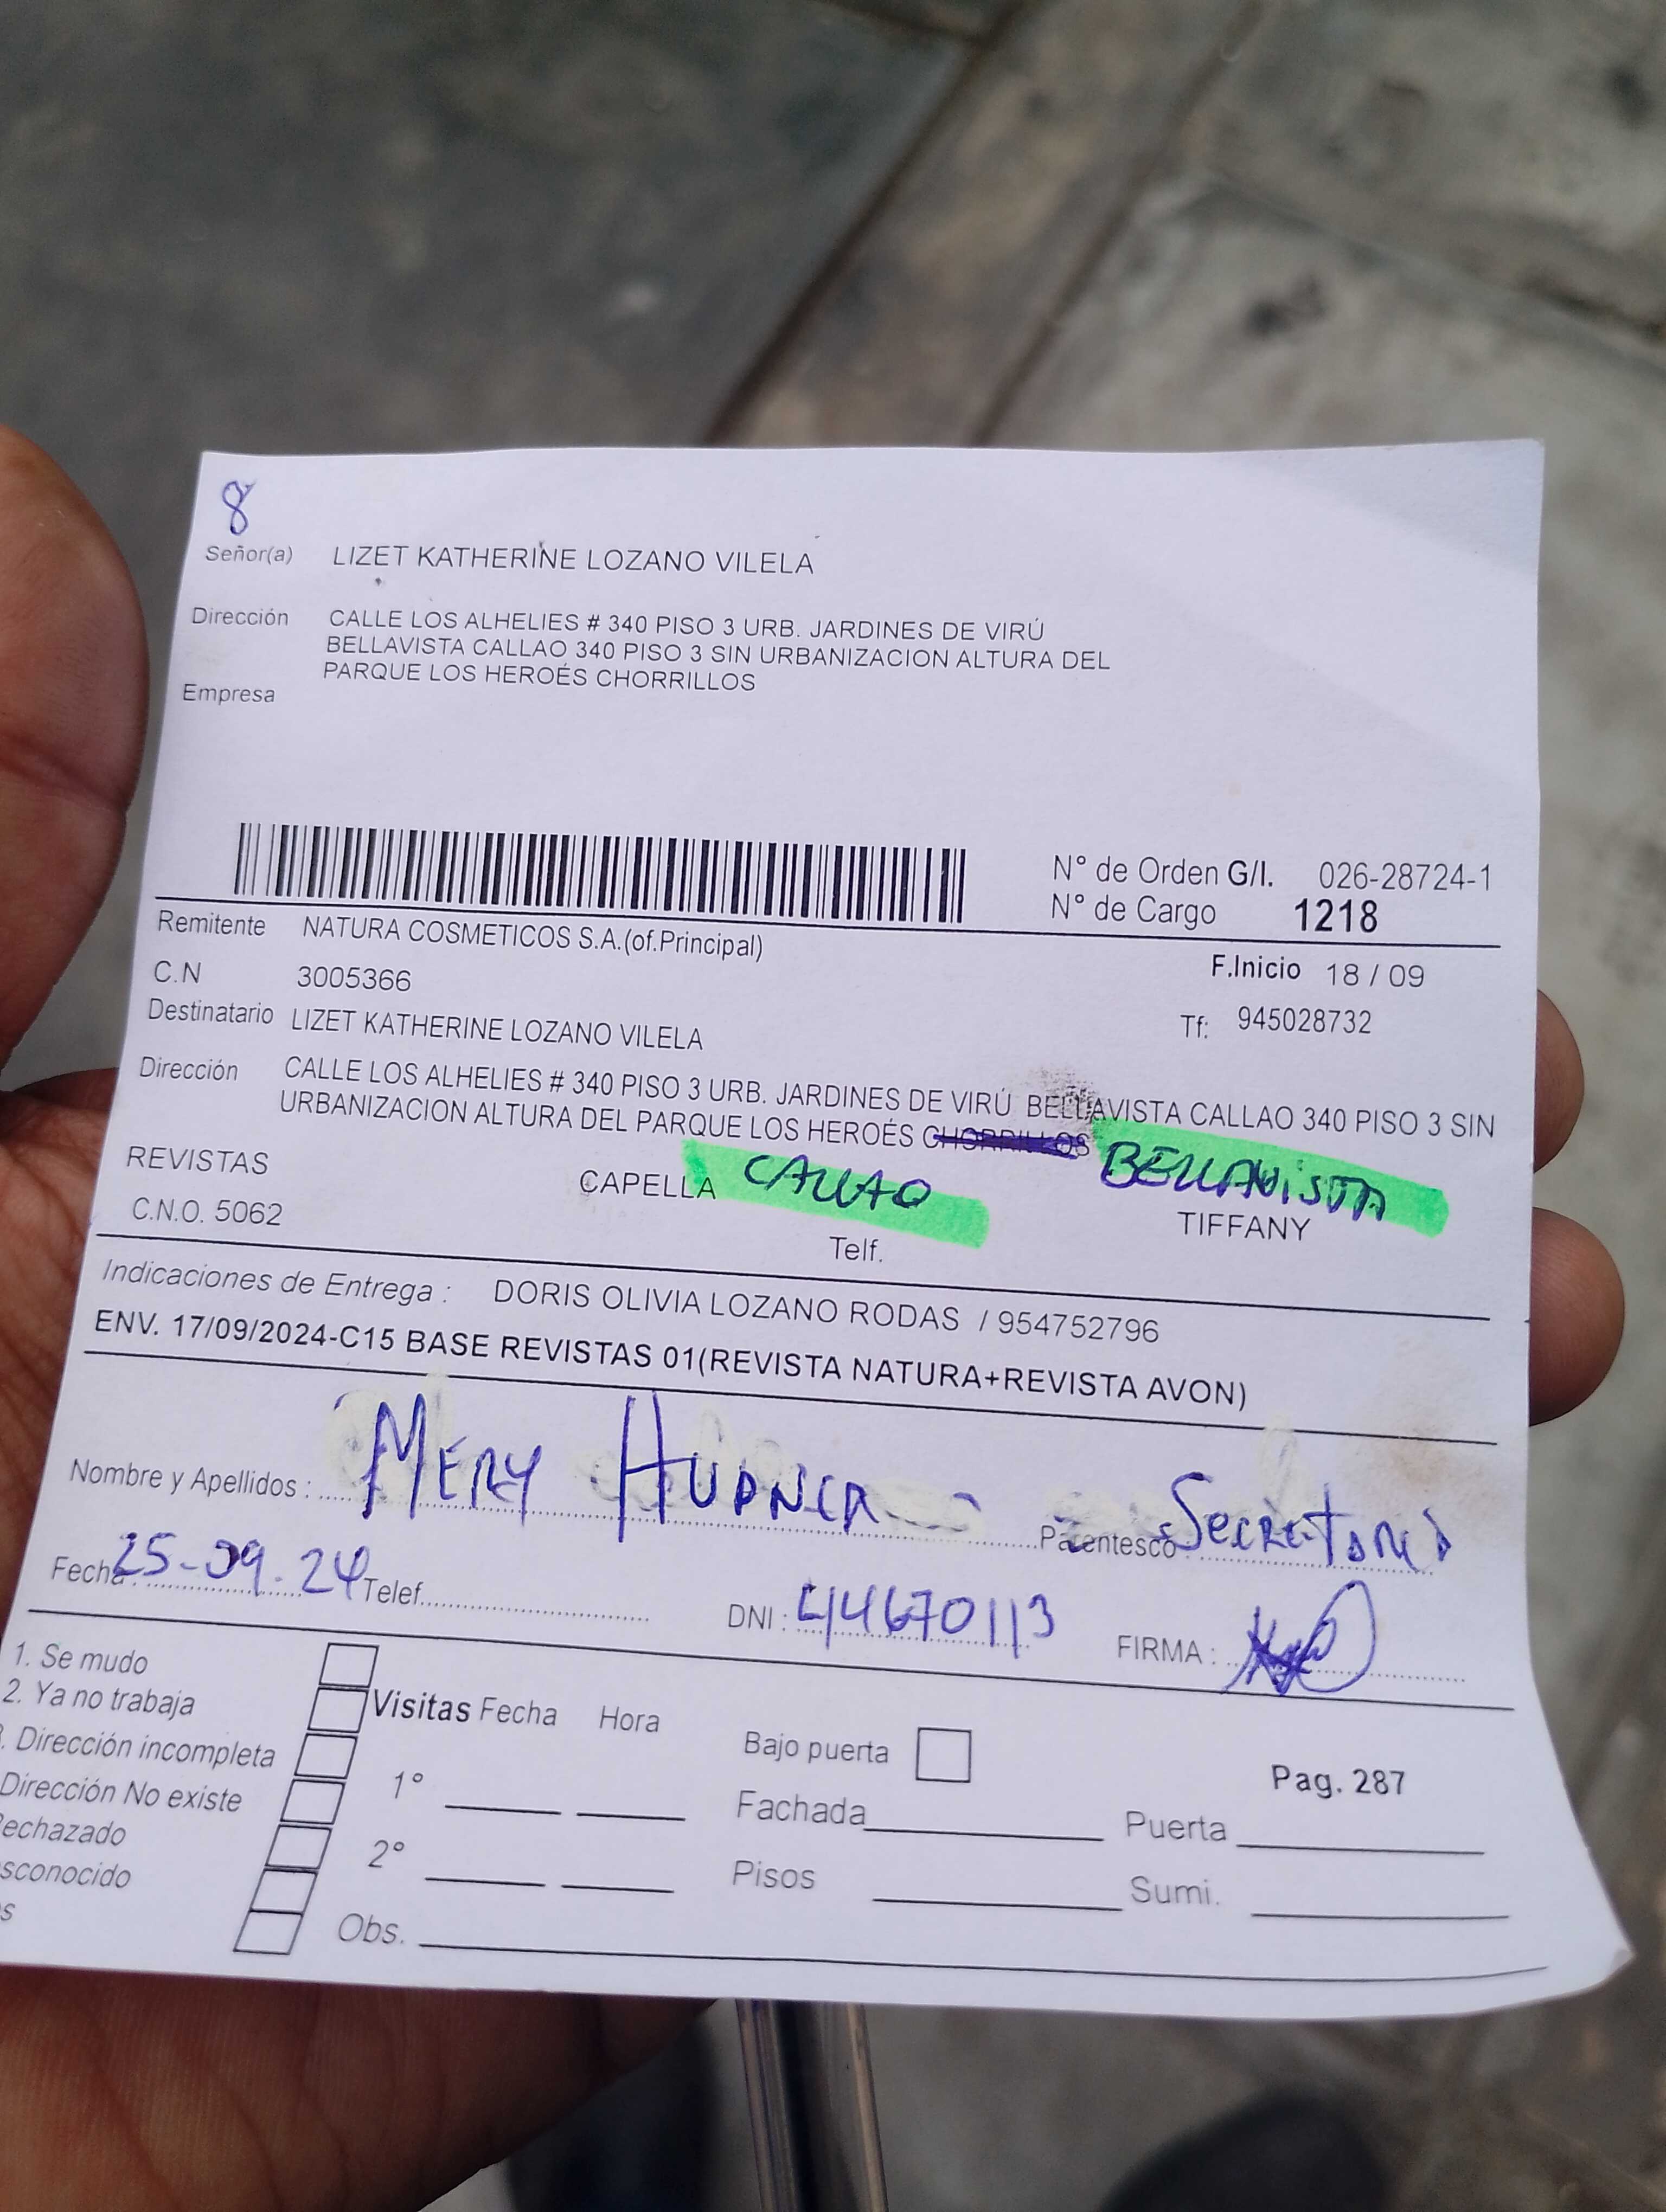 8
Señor(a) LIZET KATHERINE LOZANO VILELA
Dirección CALLE LOS ALHELIES # 340 PISO 3 URB. JARDINES DE VIRÚ
BELLAVISTA CALLAO 340 PISO 3 SIN URBANIZACION ALTURA DEL
PARQUE LOS HEROÉS CHORRILLOS
Empresa
N° de Orden G/I. 026-28724-1
N° de Cargo 1218
Remitente NATURA COSMETICOS S.A.(of.Principal)
F.Inicio 18 / 09
C.N 3005366
Tf: 945028732
Destinatario LIZET KATHERINE LOZANO VILELA
Dirección CALLE LOS ALHELIES # 340 PISO 3 URB. JARDINES DE VIRÚ BELLAVISTA CALLAO 340 PISO 3 SIN
URBANIZACION ALTURA DEL PARQUE LOS HEROÉS CHORRILLOS BELLAVISTA
REVISTAS CAPELLA CALLAO TIFFANY
C.N.O. 5062 Telf.
Indicaciones de Entrega : DORIS OLIVIA LOZANO RODAS / 954752796
ENV. 17/09/2024-C15 BASE REVISTAS 01(REVISTA NATURA+REVISTA AVON)
Nombre y Apellidos : MERY Parentesco
Fecha: 25-09.24 Telef. DNI : 44670113 FIRMA :
1. Se mudo
2. Ya no trabaja
. Dirección incompleta
Dirección No existe
echazado
sconocido
s
Visitas Fecha Hora
1°
2°
Obs.
Bajo puerta
Fachada
Pisos
Pag. 287
Puerta
Sumi.